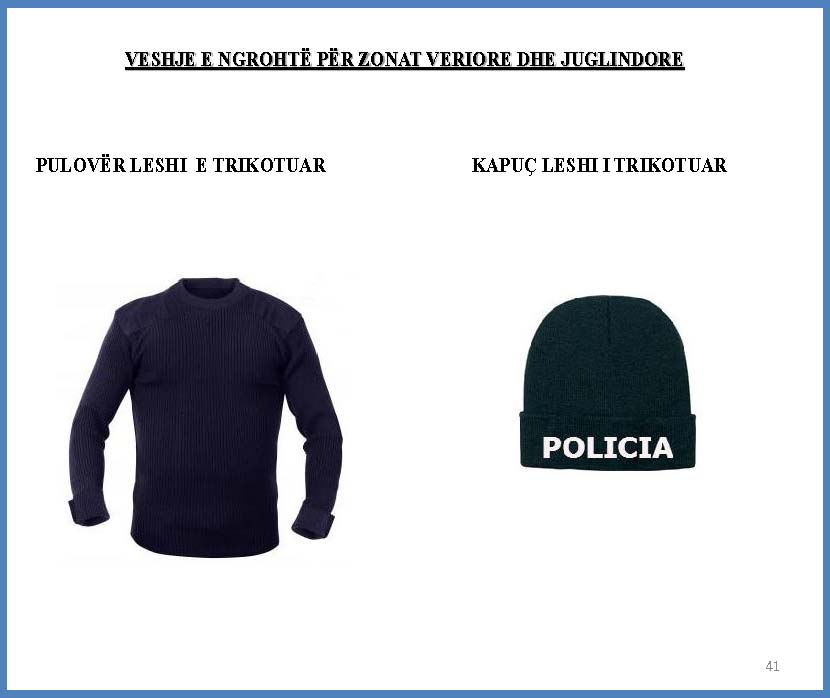 VESHJE E NGROHTË PËR ZONAT VERIORE DHE JUGLINDORE
PULOVËR LESHI E TRIKOTUAR
KAPUÇ LESHI I TRIKOTUAR
POLICIA
41